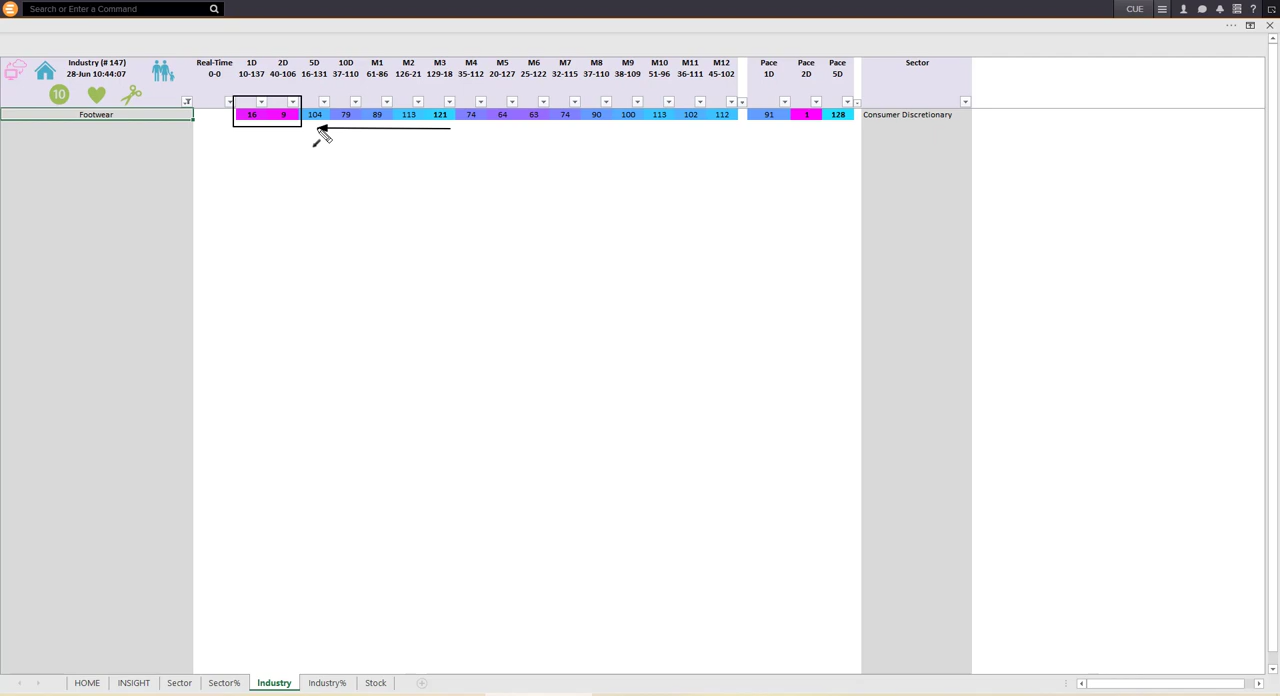 Search or Enter a Command CUE ?
Industry (# 147) Real-Time 1D 2D 5D 10D M1 M2 M3 M4 M5 M6 M7 M8 M9 M10 M11 M12 Pace Pace Pace Sector
28-Jun 10:44:07 0-0 10-137 40-106 16-131 37-110 61-86 126-21 129-18 35-112 20-127 25-122 32-115 37-110 38-109 51-96 36-111 45-102 1D 2D 5D
10
Footwear 16 9 104 79 89 113 121 74 64 63 74 90 100 113 102 112 91 1 128 Consumer Discretionary
HOME INSIGHT Sector Sector% Industry Industry% Stock